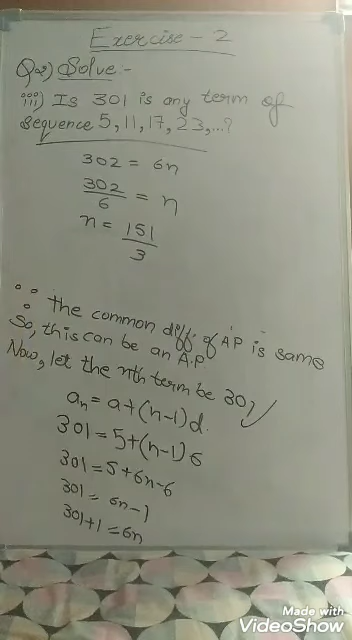 Exercise - 2
Q2) Solve:-
iii) Is 301 is any term of
sequence 5, 11, 17, 23,...?
302 = 6n
302/6 = n
n = 151/3
∴ the common diff. of AP is same
So, this can be an A.P
Now, let the nth term be 301
an = a+(n-1)d.
301 = 5+(n-1)6
301 = 5+6n-6
301 = 6n-1
301+1 = 6n
Made with
VideoShow